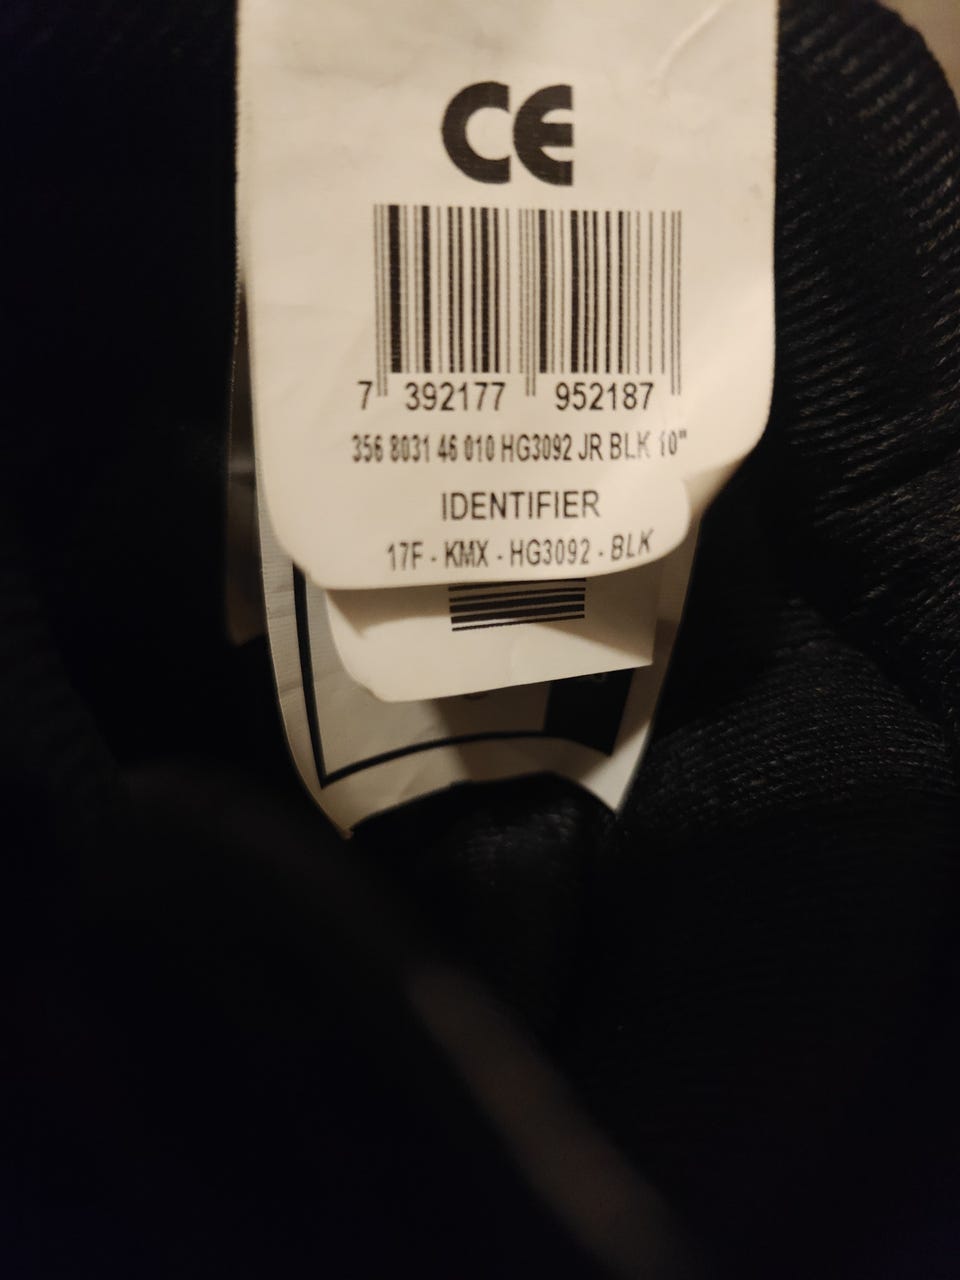 CE
7 392177 952187
356 8031 46 010 HG3092 JR BLK 10"
IDENTIFIER
17F - KMX - HG3092 - BLK